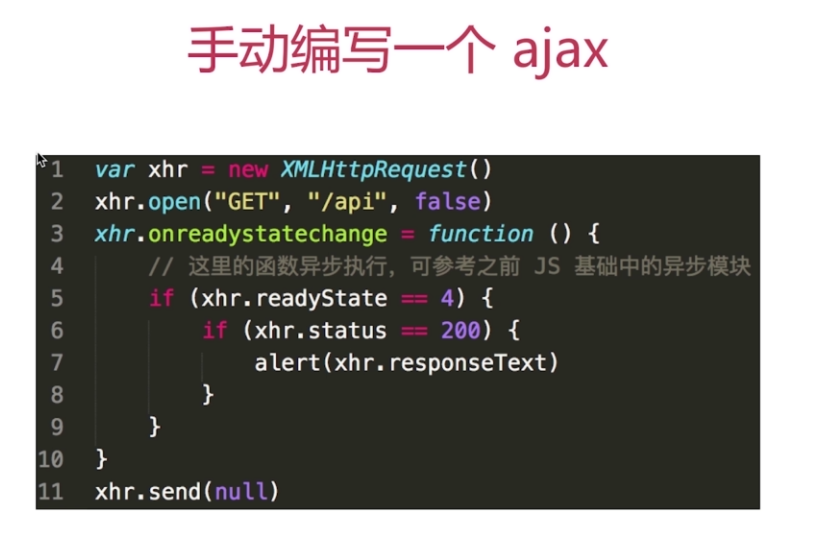 手动编写一个 ajax
1 var xhr = new XMLHttpRequest()
2 xhr.open("GET", "/api", false)
3 xhr.onreadystatechange = function () {
4     // 这里的函数异步执行，可参考之前 JS 基础中的异步模块
5     if (xhr.readyState == 4) {
6         if (xhr.status == 200) {
7             alert(xhr.responseText)
8         }
9     }
10 }
11 xhr.send(null)